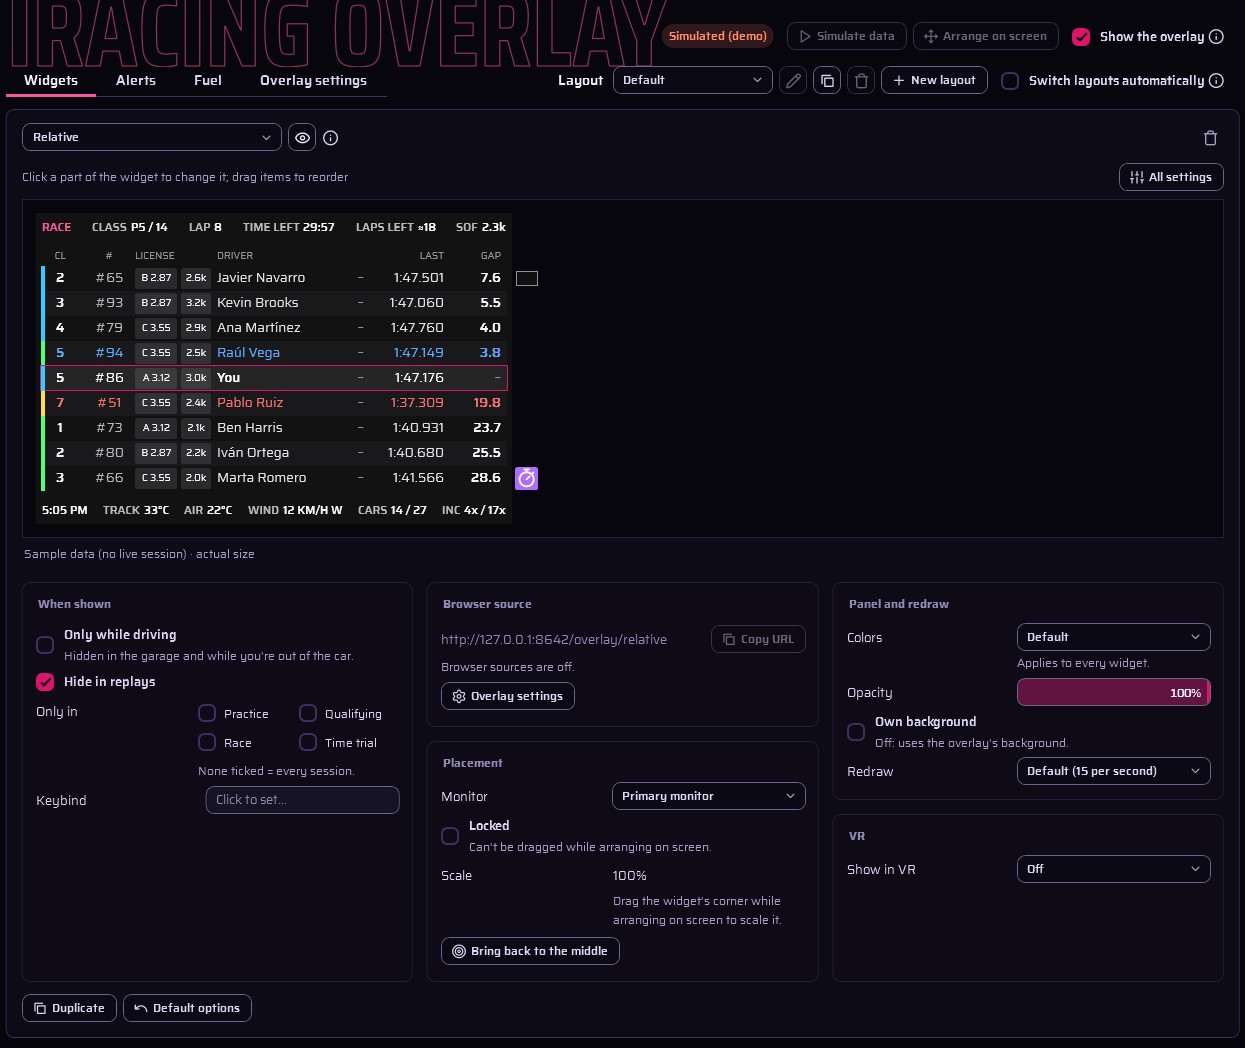 IRACING OVERLAY
Simulated (demo) Simulate data Arrange on screen Show the overlay
Widgets Alerts Fuel Overlay settings Layout Default New layout Switch layouts automatically
Relative
Click a part of the widget to change it; drag items to reorder All settings
RACE CLASS P5 / 14 LAP 8 TIME LEFT 29:57 LAPS LEFT ≈18 SOF 2.3k
CL # LICENSE DRIVER LAST GAP
2 #65 B 2.87 2.6k Javier Navarro – 1:47.501 7.6
3 #93 B 2.87 3.2k Kevin Brooks – 1:47.060 5.5
4 #79 C 3.55 2.9k Ana Martínez – 1:47.760 4.0
5 #94 C 3.55 2.5k Raúl Vega – 1:47.149 3.8
5 #86 A 3.12 3.0k You – 1:47.176 –
7 #51 C 3.55 2.4k Pablo Ruiz – 1:37.309 19.8
1 #73 A 3.12 2.1k Ben Harris – 1:40.931 23.7
2 #80 B 2.87 2.2k Iván Ortega – 1:40.680 25.5
3 #66 C 3.55 2.0k Marta Romero – 1:41.566 28.6
5:05 PM TRACK 33°C AIR 22°C WIND 12 KM/H W CARS 14 / 27 INC 4x / 17x
Sample data (no live session) · actual size
When shown
Only while driving
Hidden in the garage and while you're out of the car.
Hide in replays
Only in Practice Qualifying
Race Time trial
None ticked = every session.
Keybind Click to set...
Browser source
http://127.0.0.1:8642/overlay/relative Copy URL
Browser sources are off.
Overlay settings
Placement
Monitor Primary monitor
Locked
Can't be dragged while arranging on screen.
Scale 100%
Drag the widget's corner while
arranging on screen to scale it.
Bring back to the middle
Panel and redraw
Colors Default
Applies to every widget.
Opacity 100%
Own background
Off: uses the overlay's background.
Redraw Default (15 per second)
VR
Show in VR Off
Duplicate Default options